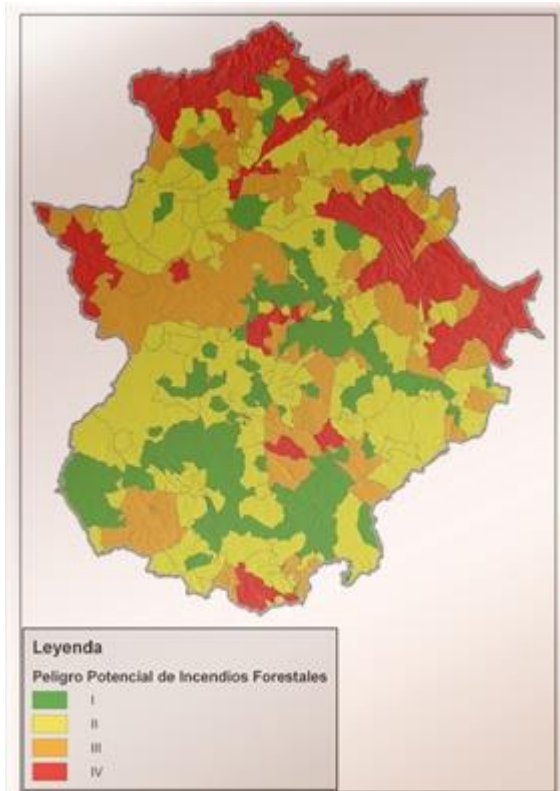 Leyenda
Peligro Potencial de Incendios Forestales
I
II
III
IV